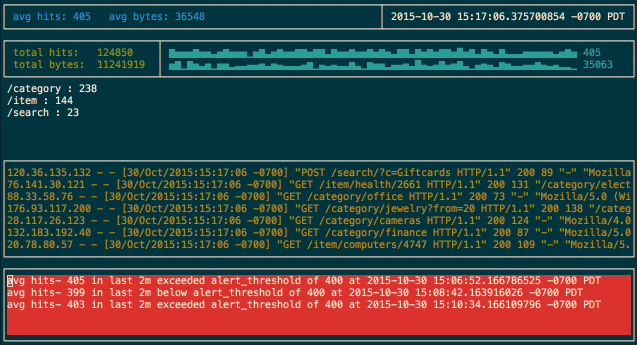 avg hits: 405 avg bytes: 36548 2015-10-30 15:17:06.375700854 -0700 PDT
total hits: 124850 405
total bytes: 11241919 35063
/category : 238
/item : 144
/search : 23
120.36.135.132 - - [30/Oct/2015:15:17:06 -0700] "POST /search/?c=Giftcards HTTP/1.1" 200 89 "-" "Mozilla
76.141.30.121 - - [30/Oct/2015:15:17:06 -0700] "GET /item/health/2661 HTTP/1.1" 200 131 "/category/elect
88.33.58.76 - - [30/Oct/2015:15:17:06 -0700] "GET /category/office HTTP/1.1" 200 73 "-" "Mozilla/5.0 (Wi
176.93.117.200 - - [30/Oct/2015:15:17:06 -0700] "GET /category/jewelry?from=20 HTTP/1.1" 200 138 "/categ
28.117.26.123 - - [30/Oct/2015:15:17:06 -0700] "GET /category/cameras HTTP/1.1" 200 124 "-" "Mozilla/4.0
132.183.192.40 - - [30/Oct/2015:15:17:06 -0700] "GET /category/finance HTTP/1.1" 200 87 "-" "Mozilla/5.
20.78.80.57 - - [30/Oct/2015:15:17:06 -0700] "GET /item/computers/4747 HTTP/1.1" 200 109 "-" "Mozilla/5.
avg hits- 405 in last 2m exceeded alert_threshold of 400 at 2015-10-30 15:06:52.166786525 -0700 PDT
avg hits- 399 in last 2m below alert_threshold of 400 at 2015-10-30 15:08:42.163916026 -0700 PDT
avg hits- 403 in last 2m exceeded alert_threshold of 400 at 2015-10-30 15:10:34.166109796 -0700 PDT